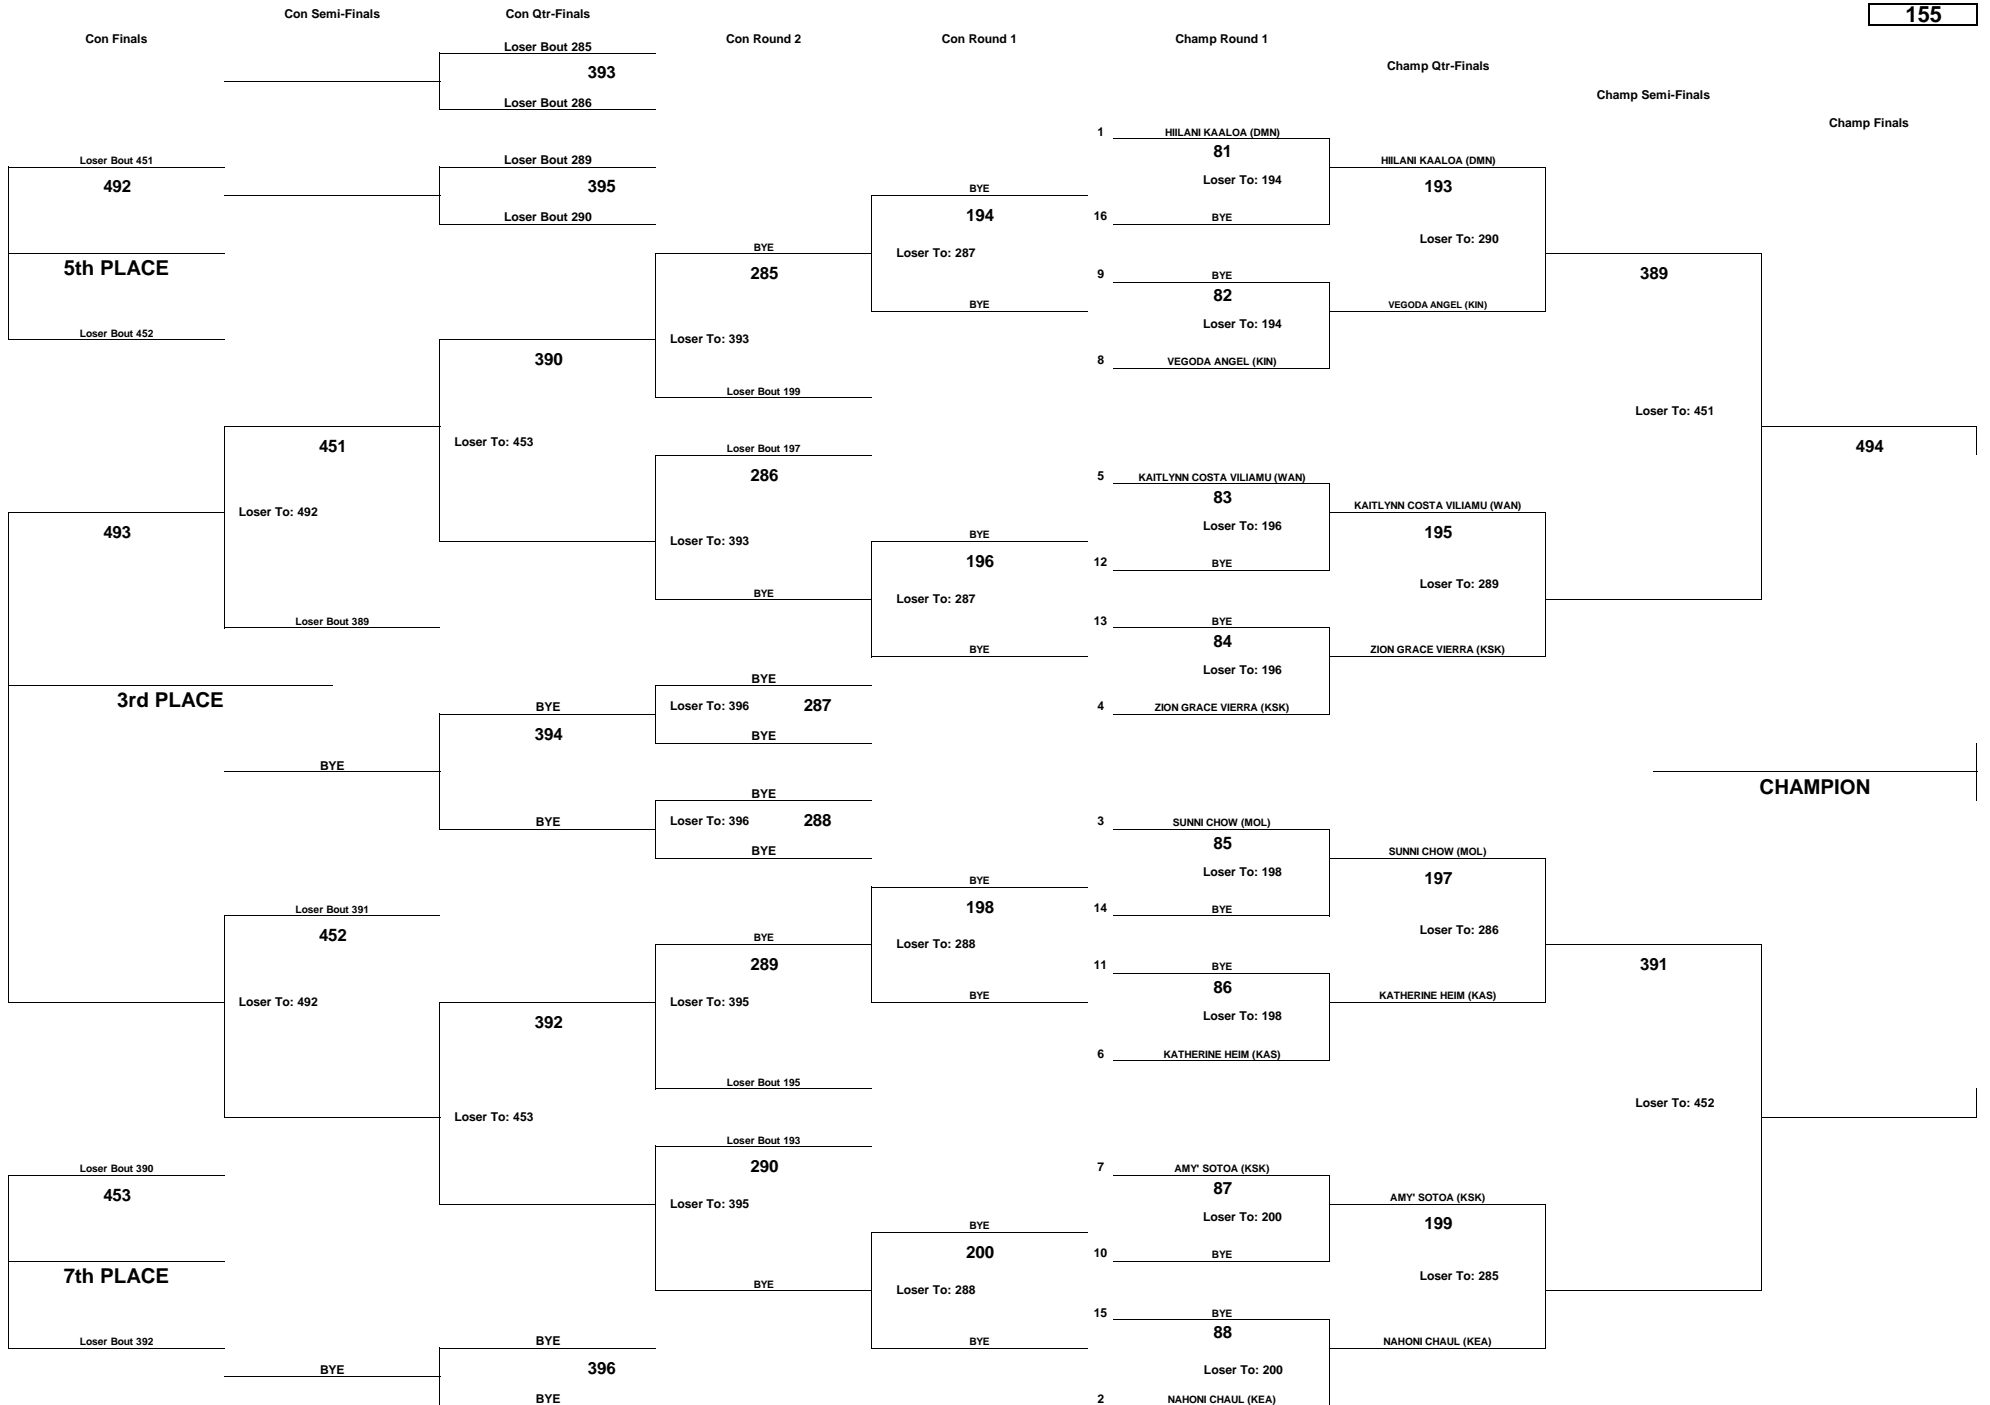 Con Semi-Finals
Con Qtr-Finals
155
Con Finals
Loser Bout 285
Con Round 2
Con Round 1
Champ Round 1
393
Champ Qtr-Finals
Loser Bout 286
Champ Semi-Finals
Champ Finals
1 HIILANI KAALOA (DMN)
81
Loser Bout 451
Loser Bout 289
HIILANI KAALOA (DMN)
492
395
BYE
Loser To: 194
193
Loser Bout 290
194
16 BYE
Loser To: 290
BYE
Loser To: 287
5th PLACE
285
9 BYE
389
82
BYE
VEGODA ANGEL (KIN)
Loser To: 194
Loser Bout 452
Loser To: 393
390
8 VEGODA ANGEL (KIN)
Loser Bout 199
Loser To: 451
451
Loser To: 453
Loser Bout 197
494
286
5 KAITLYNN COSTA VILIAMU (WAN)
83
KAITLYNN COSTA VILIAMU (WAN)
Loser To: 492
Loser To: 196
493
Loser To: 393
BYE
195
196
12 BYE
Loser To: 289
BYE
Loser To: 287
Loser Bout 389
13 BYE
84
BYE
ZION GRACE VIERRA (KSK)
Loser To: 196
BYE
3rd PLACE
BYE
Loser To: 396 287
4 ZION GRACE VIERRA (KSK)
394
BYE
BYE
CHAMPION
BYE
BYE
Loser To: 396 288
3 SUNNI CHOW (MOL)
85
BYE
SUNNI CHOW (MOL)
Loser To: 198
BYE
197
Loser Bout 391
198
14 BYE
452
BYE
Loser To: 288
Loser To: 286
289
11 BYE
391
86
Loser To: 492
Loser To: 395
BYE
KATHERINE HEIM (KAS)
392
Loser To: 198
6 KATHERINE HEIM (KAS)
Loser Bout 195
Loser To: 453
Loser To: 452
Loser Bout 193
Loser Bout 390
290
7 AMY' SOTOA (KSK)
453
87
AMY' SOTOA (KSK)
Loser To: 395
Loser To: 200
BYE
199
200
10 BYE
7th PLACE
BYE
Loser To: 288
Loser To: 285
15 BYE
88
Loser Bout 392
BYE
BYE
NAHONI CHAUL (KEA)
BYE
396
Loser To: 200
BYE
2 NAHONI CHAUL (KEA)